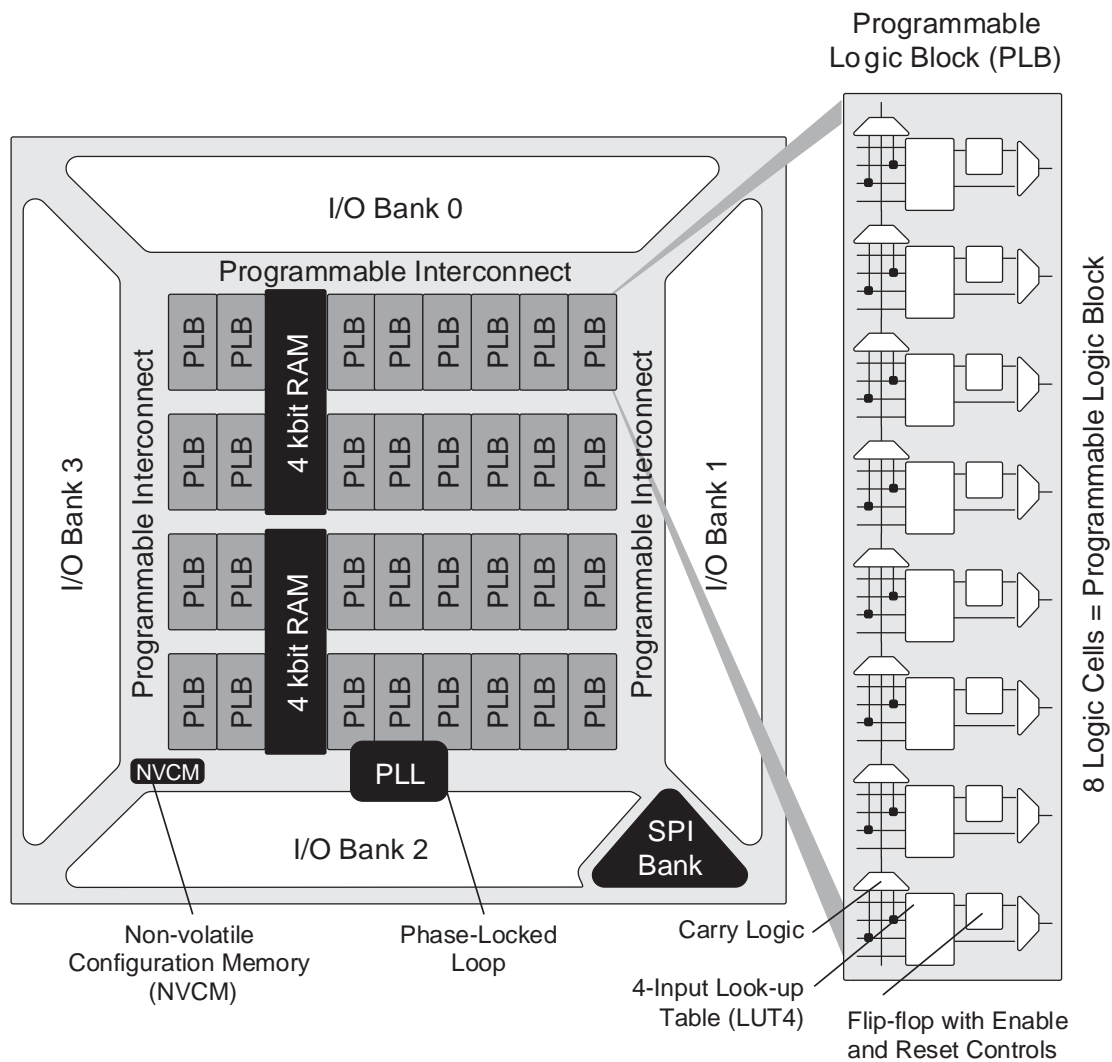 Programmable
Logic Block (PLB)
I/O Bank 0
Programmable Interconnect
PLB PLB 4 kbit RAM PLB PLB PLB PLB PLB PLB
PLB PLB PLB PLB PLB PLB PLB PLB
PLB PLB 4 kbit RAM PLB PLB PLB PLB PLB PLB
PLB PLB PLB PLB PLB PLB PLB PLB
I/O Bank 3
Programmable Interconnect
Programmable Interconnect
I/O Bank 1
8 Logic Cells = Programmable Logic Block
NVCM
PLL
I/O Bank 2
SPI
Bank
Non-volatile
Configuration Memory
(NVCM)
Phase-Locked
Loop
Carry Logic
4-Input Look-up
Table (LUT4)
Flip-flop with Enable
and Reset Controls